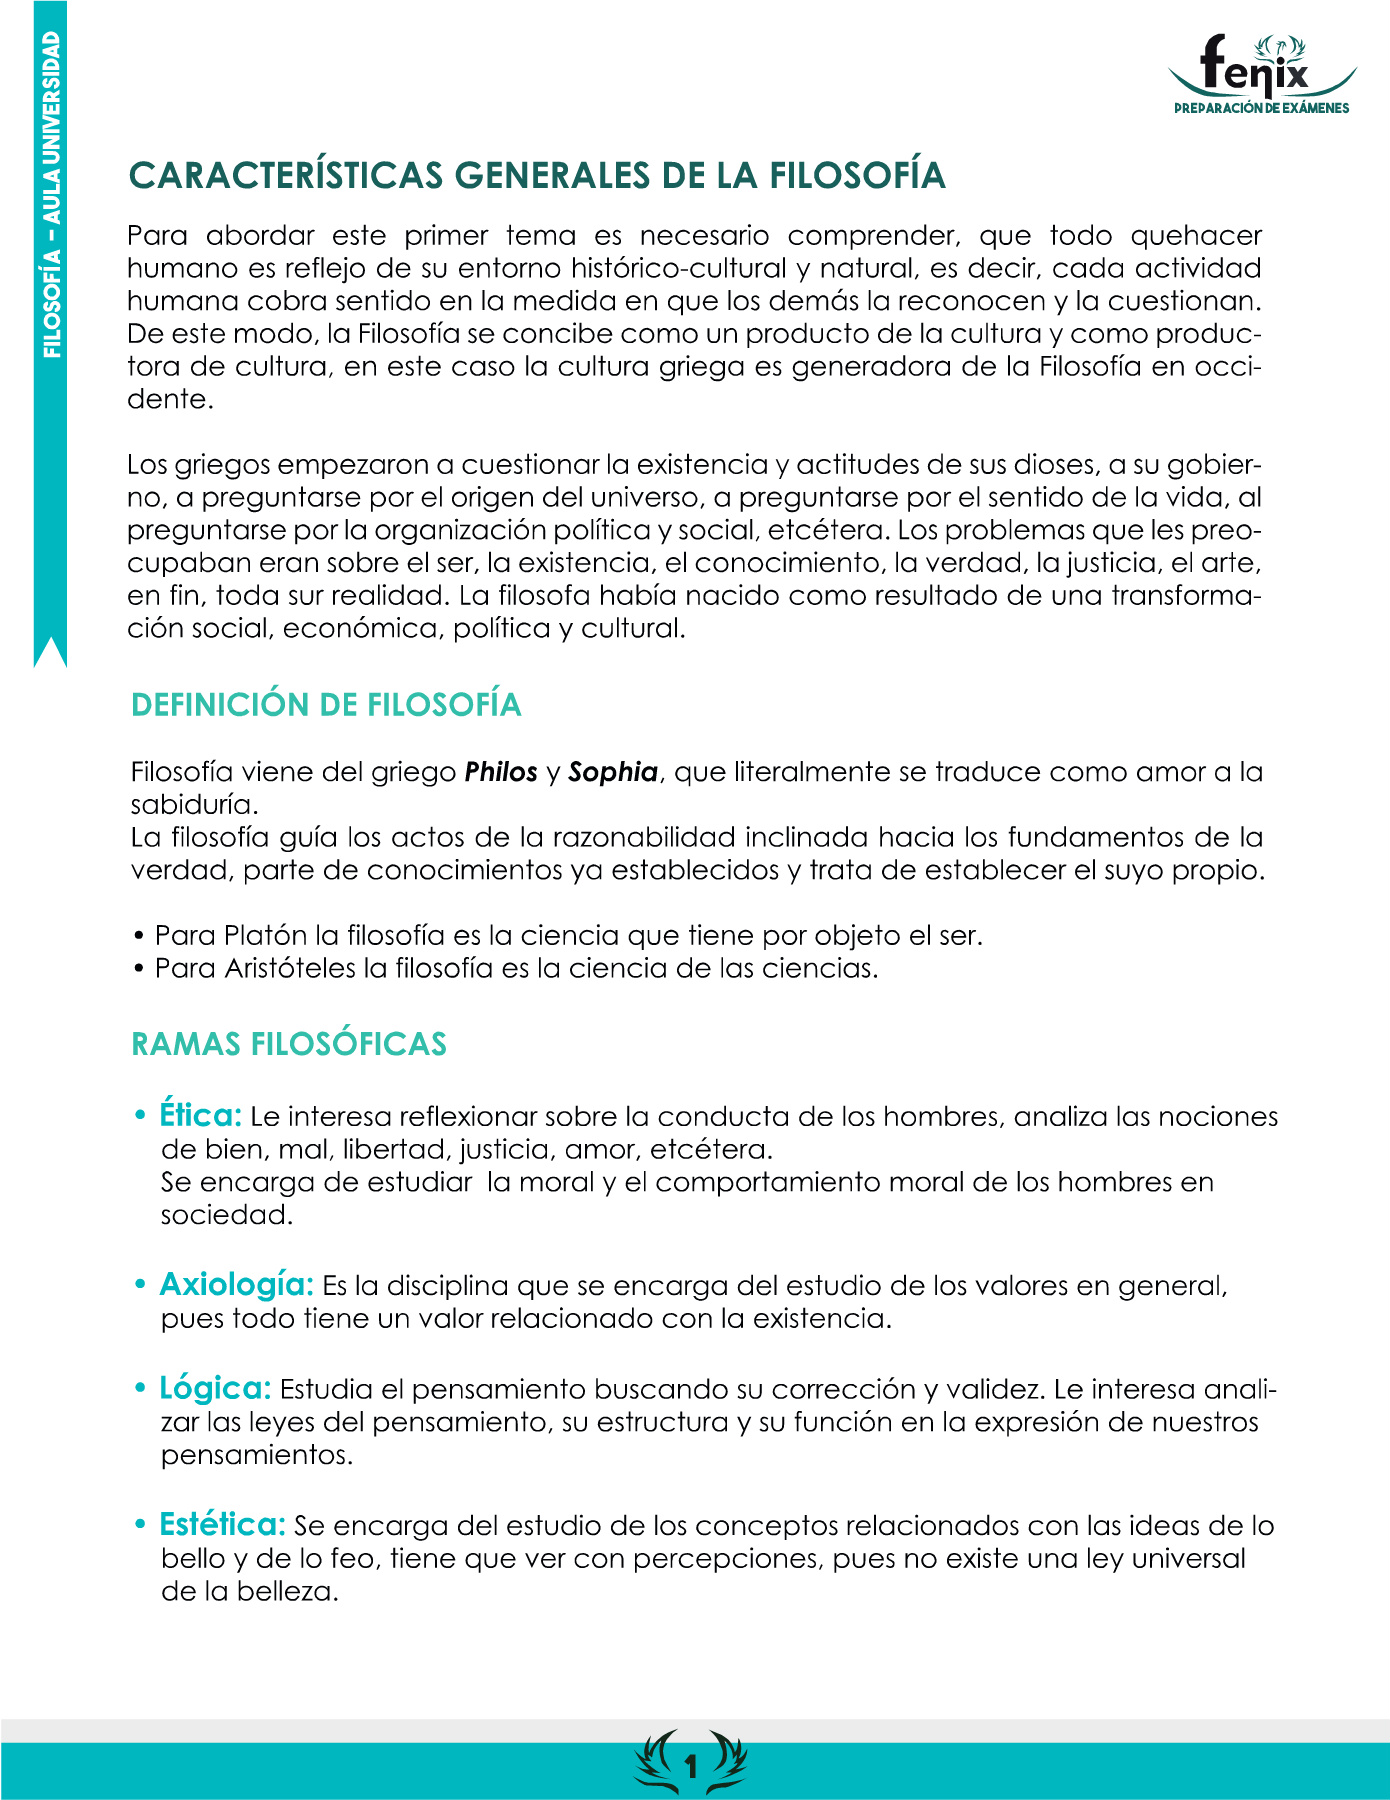 FILOSOFÍA – AULA UNIVERSIDAD
fenix
PREPARACIÓN DE EXÁMENES
CARACTERÍSTICAS GENERALES DE LA FILOSOFÍA
Para abordar este primer tema es necesario comprender, que todo quehacer
humano es reflejo de su entorno histórico-cultural y natural, es decir, cada actividad
humana cobra sentido en la medida en que los demás la reconocen y la cuestionan.
De este modo, la Filosofía se concibe como un producto de la cultura y como produc-
tora de cultura, en este caso la cultura griega es generadora de la Filosofía en occi-
dente.
Los griegos empezaron a cuestionar la existencia y actitudes de sus dioses, a su gobier-
no, a preguntarse por el origen del universo, a preguntarse por el sentido de la vida, al
preguntarse por la organización política y social, etcétera. Los problemas que les preo-
cupaban eran sobre el ser, la existencia, el conocimiento, la verdad, la justicia, el arte,
en fin, toda sur realidad. La filosofa había nacido como resultado de una transforma-
ción social, económica, política y cultural.
DEFINICIÓN DE FILOSOFÍA
Filosofía viene del griego Philos y Sophia, que literalmente se traduce como amor a la
sabiduría.
La filosofía guía los actos de la razonabilidad inclinada hacia los fundamentos de la
verdad, parte de conocimientos ya establecidos y trata de establecer el suyo propio.
• Para Platón la filosofía es la ciencia que tiene por objeto el ser.
• Para Aristóteles la filosofía es la ciencia de las ciencias.
RAMAS FILOSÓFICAS
• Ética: Le interesa reflexionar sobre la conducta de los hombres, analiza las nociones
de bien, mal, libertad, justicia, amor, etcétera.
Se encarga de estudiar  la moral y el comportamiento moral de los hombres en
sociedad.
• Axiología: Es la disciplina que se encarga del estudio de los valores en general,
pues todo tiene un valor relacionado con la existencia.
• Lógica: Estudia el pensamiento buscando su corrección y validez. Le interesa anali-
zar las leyes del pensamiento, su estructura y su función en la expresión de nuestros
pensamientos.
• Estética: Se encarga del estudio de los conceptos relacionados con las ideas de lo
bello y de lo feo, tiene que ver con percepciones, pues no existe una ley universal
de la belleza.
1